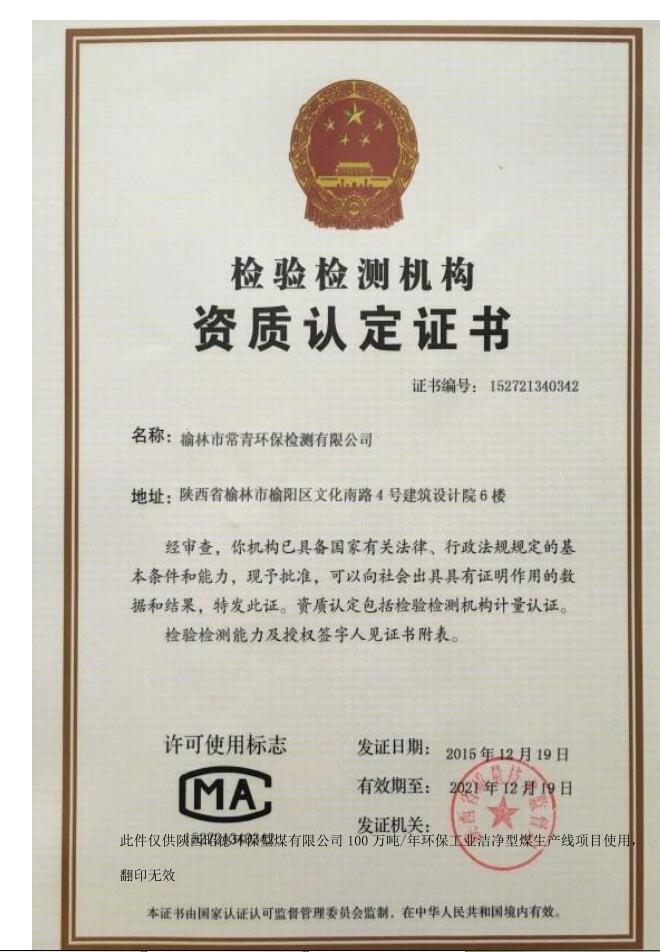 检验检测机构
资质认定证书
证书编号： 152721340342
名称： 榆林市常青环保检测有限公司
地址： 陕西省榆林市榆阳区文化南路4号建筑设计院6楼
经审查，你机构已具备国家有关法律、行政法规规定的基
本条件和能力，现予批准，可以向社会出具具有证明作用的数
据和结果，特发此证。资质认定包括检验检测机构计量认证。
检验检测能力及授权签字人见证书附表。
许可使用标志
MA
发证日期： 2015年12月19日
有效期至： 2021年12月19日
发证机关：
此件仅供陕西 环保型煤有限公司100万吨/年环保工业洁净型煤生产线项目使用，
翻印无效
本证书由国家认证认可监督管理委员会监制，在中华人民共和国境内有效。